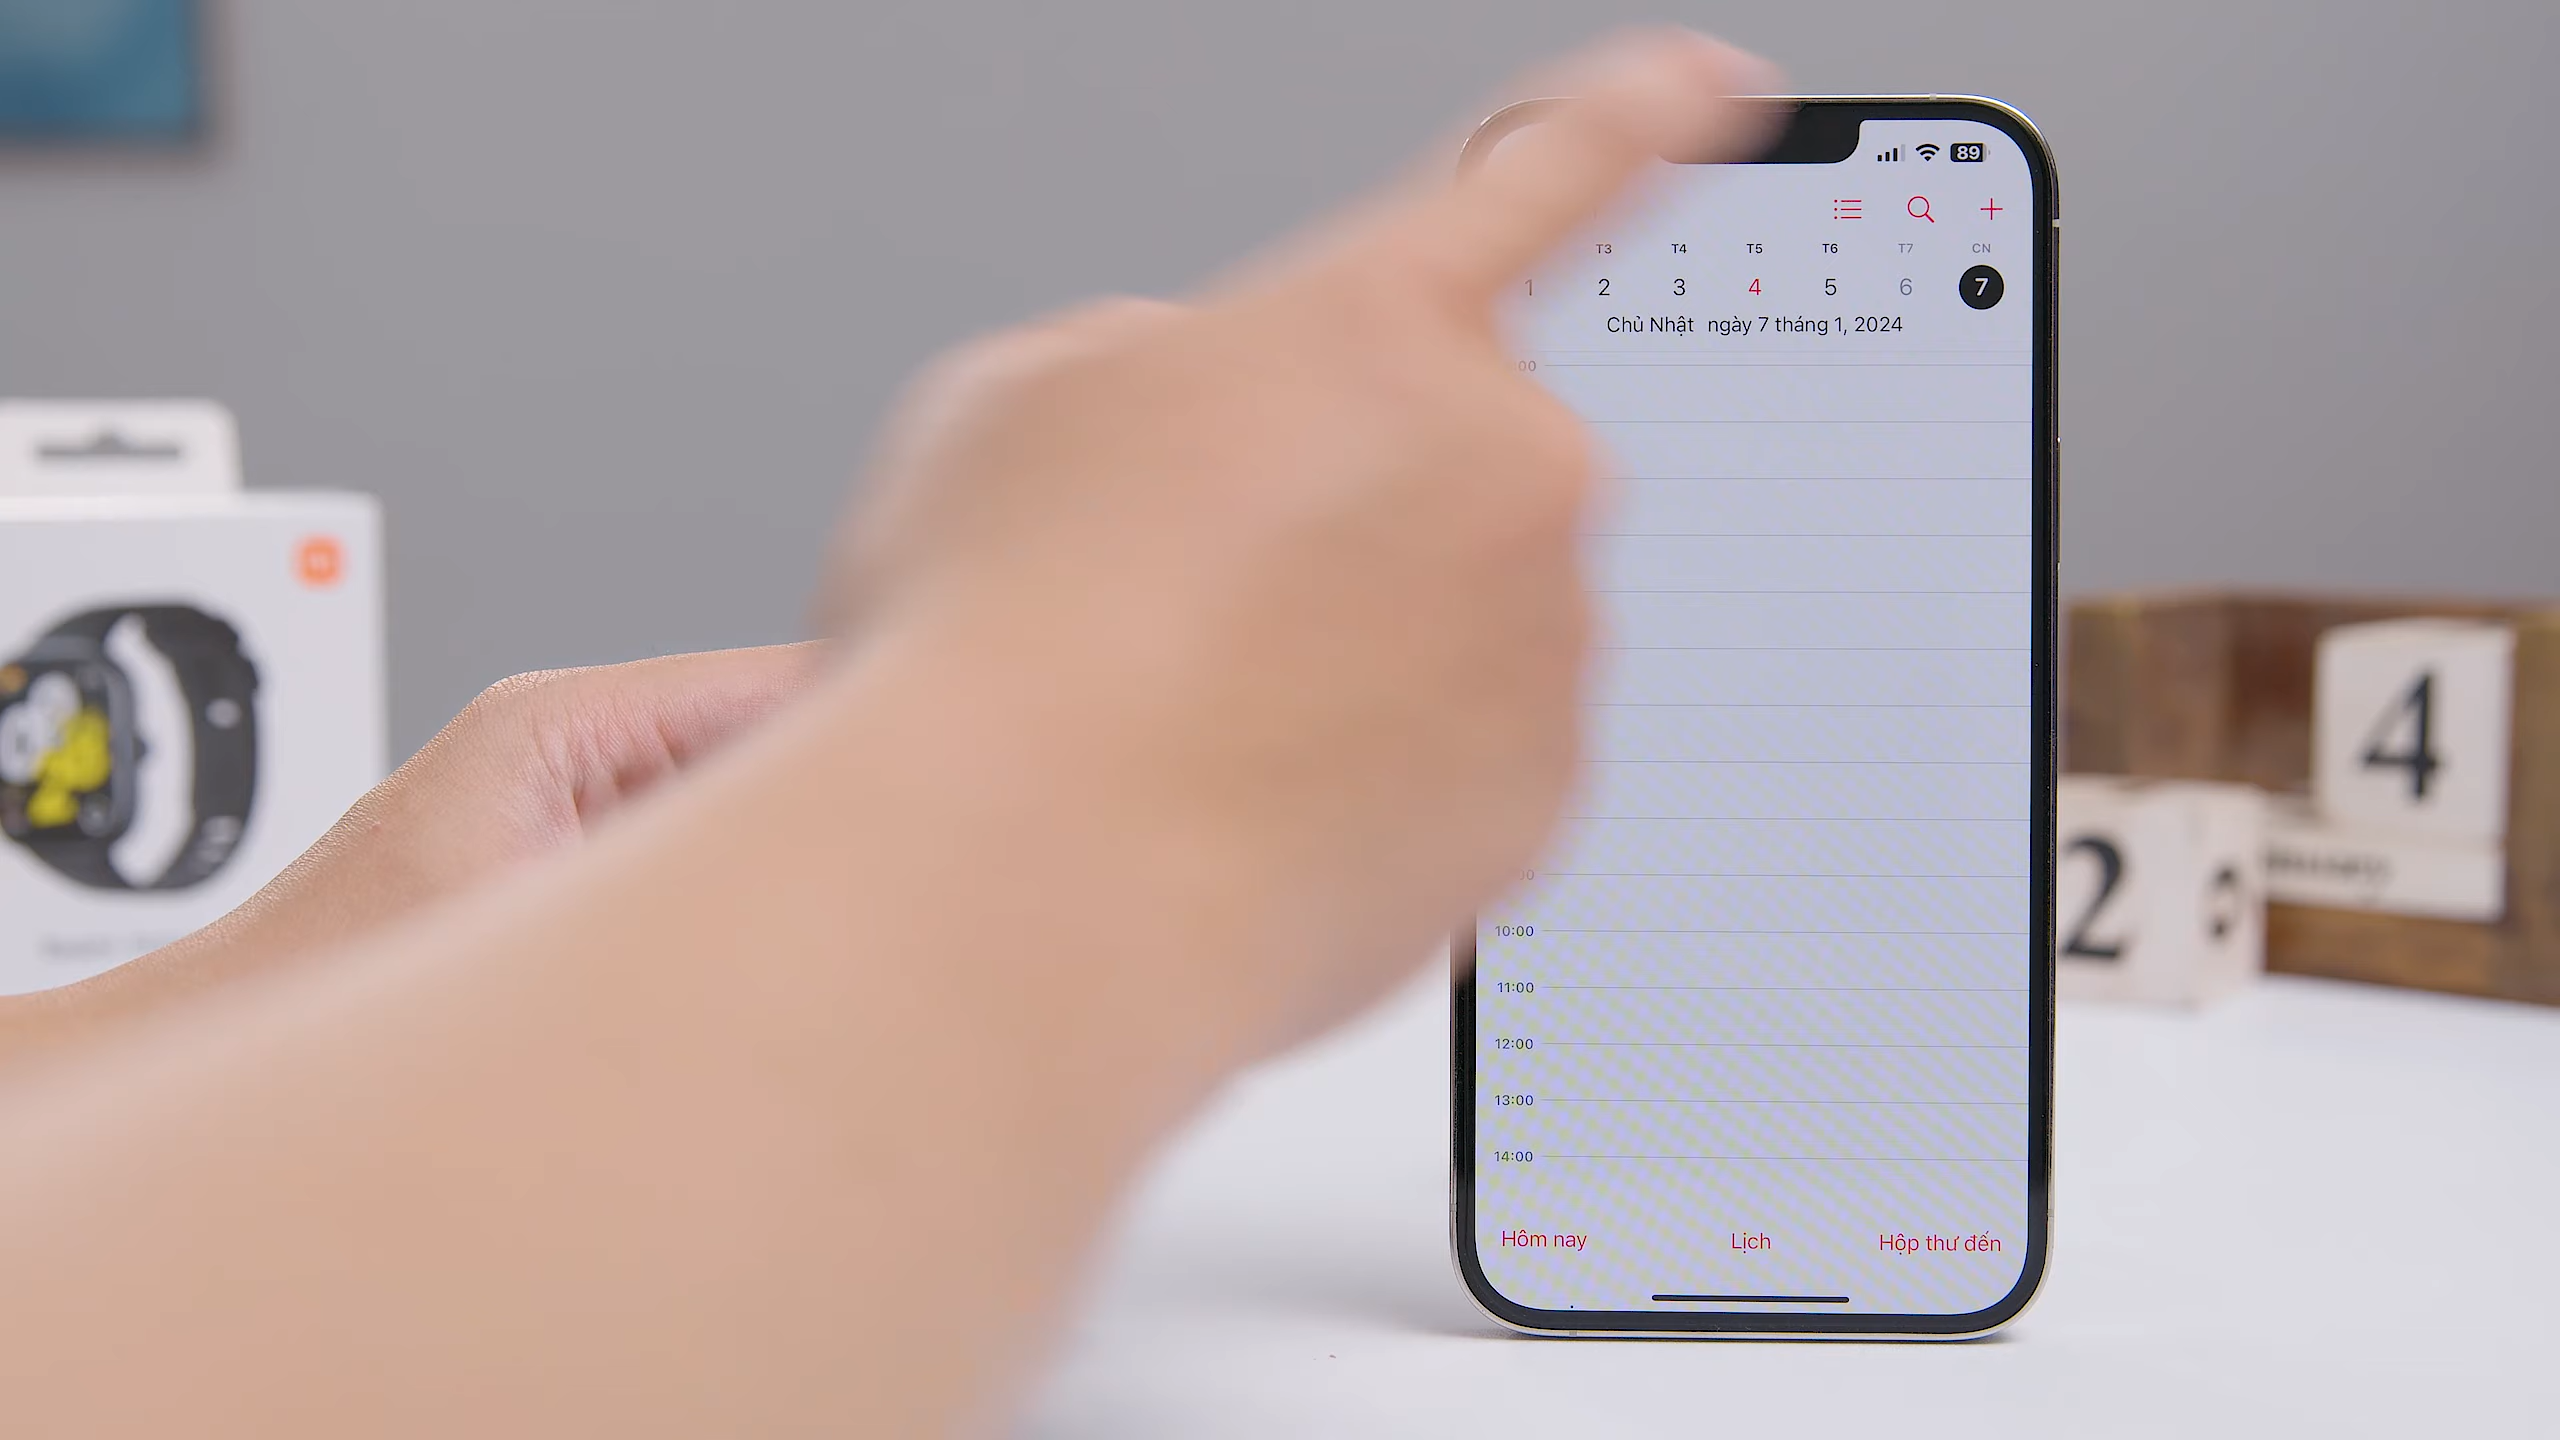 89
T3 T4 T5 T6 T7 CN
1 2 3 4 5 6 7
Chủ Nhật ngày 7 tháng 1, 2024
10:00
11:00
12:00
13:00
14:00
Hôm nay Lịch Hộp thư đến
4
2